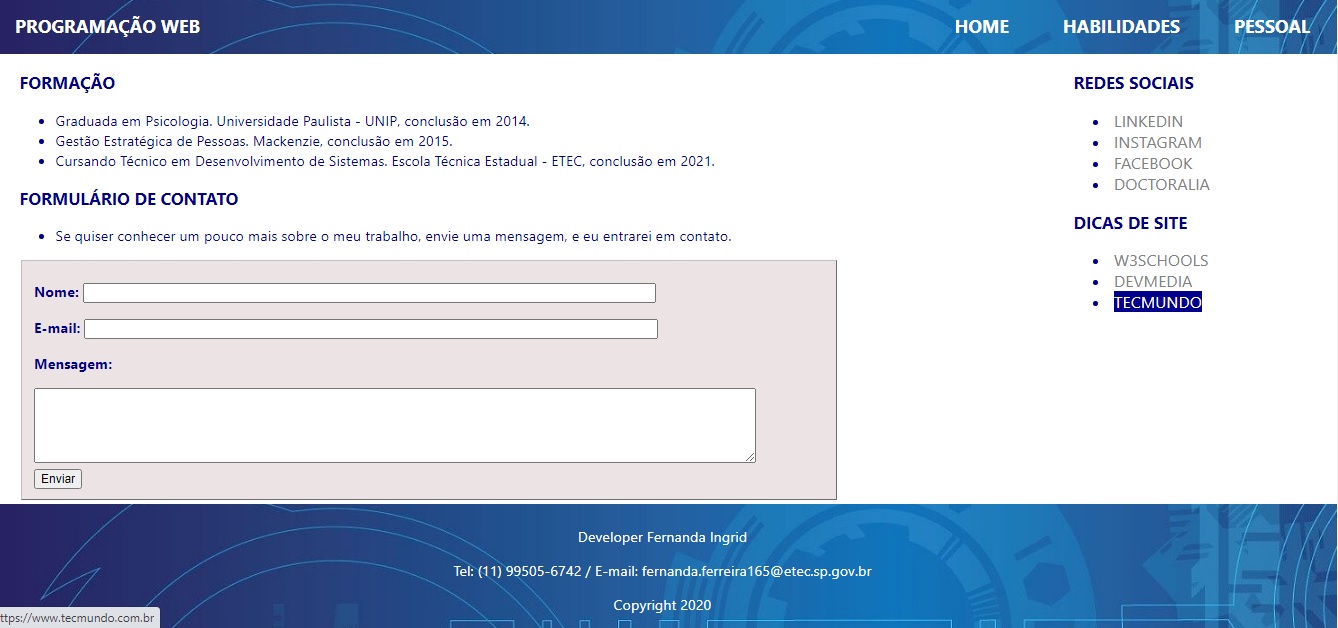 PROGRAMAÇÃO WEB
HOME HABILIDADES PESSOAL
FORMAÇÃO
Graduada em Psicologia. Universidade Paulista - UNIP, conclusão em 2014.
Gestão Estratégica de Pessoas. Mackenzie, conclusão em 2015.
Cursando Técnico em Desenvolvimento de Sistemas. Escola Técnica Estadual - ETEC, conclusão em 2021.
FORMULÁRIO DE CONTATO
Se quiser conhecer um pouco mais sobre o meu trabalho, envie uma mensagem, e eu entrarei em contato.
Nome:
E-mail:
Mensagem:
Enviar
REDES SOCIAIS
LINKEDIN
INSTAGRAM
FACEBOOK
DOCTORALIA
DICAS DE SITE
W3SCHOOLS
DEVMEDIA
TECMUNDO
Developer Fernanda Ingrid
Tel: (11) 99505-6742 / E-mail: fernanda.ferreira165@etec.sp.gov.br
Copyright 2020
ttps://www.tecmundo.com.br